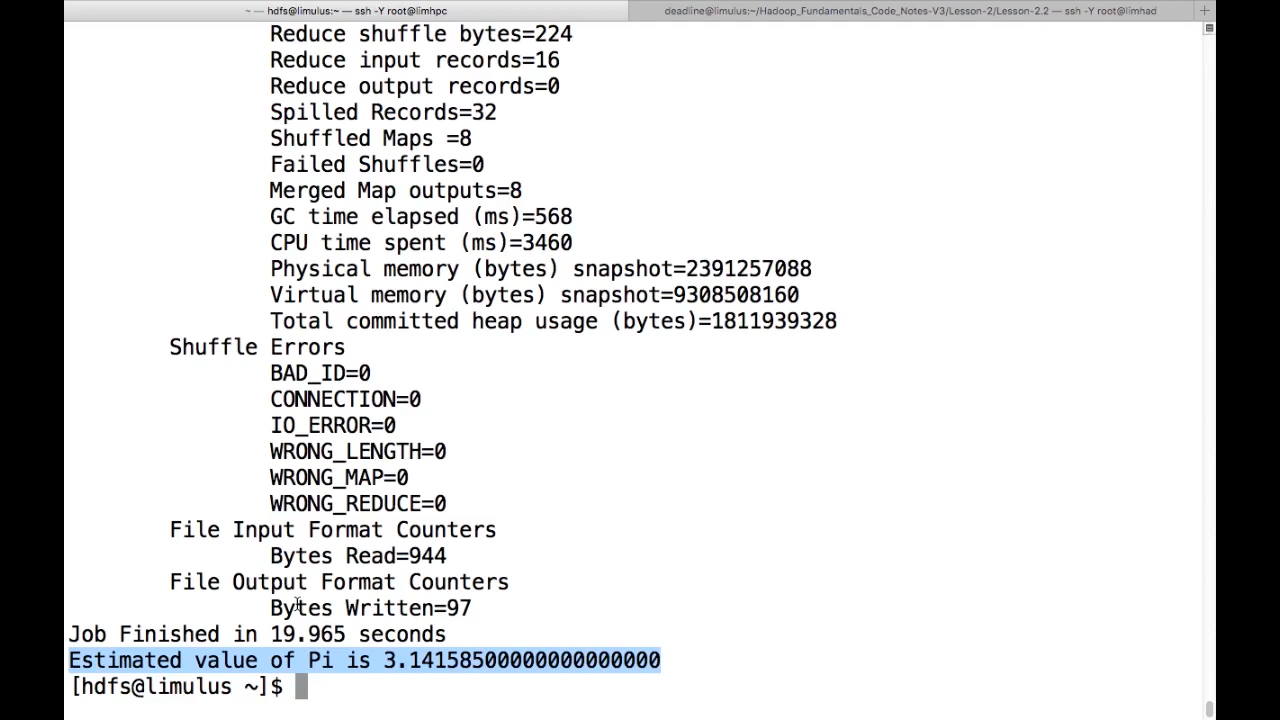 ~ — hdfs@limulus:~ — ssh -Y root@limhpc
deadline@limulus:~/Hadoop_Fundamentals_Code_Notes-V3/Lesson-2/Lesson-2.2 — ssh -Y root@limhad
Reduce shuffle bytes=224
Reduce input records=16
Reduce output records=0
Spilled Records=32
Shuffled Maps =8
Failed Shuffles=0
Merged Map outputs=8
GC time elapsed (ms)=568
CPU time spent (ms)=3460
Physical memory (bytes) snapshot=2391257088
Virtual memory (bytes) snapshot=9308508160
Total committed heap usage (bytes)=1811939328
Shuffle Errors
BAD_ID=0
CONNECTION=0
IO_ERROR=0
WRONG_LENGTH=0
WRONG_MAP=0
WRONG_REDUCE=0
File Input Format Counters
Bytes Read=944
File Output Format Counters
Bytes Written=97
Job Finished in 19.965 seconds
Estimated value of Pi is 3.14158500000000000000
[hdfs@limulus ~]$